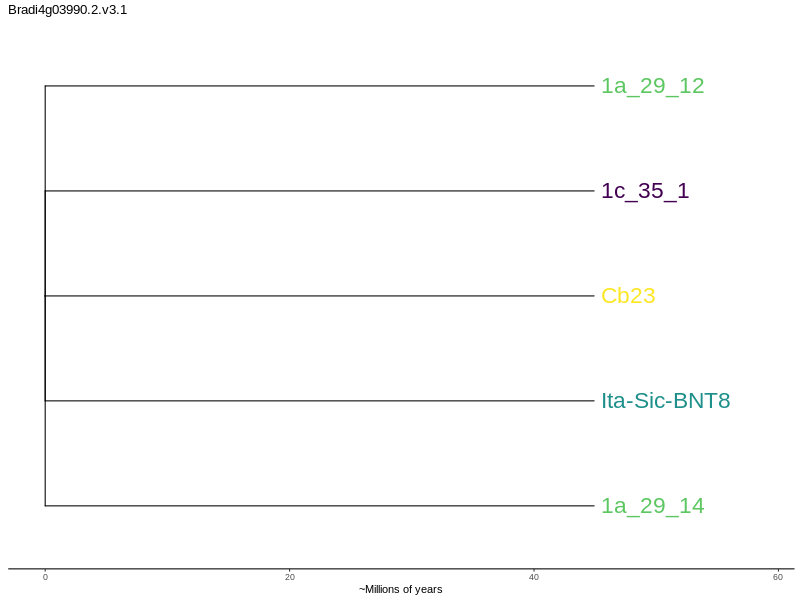 Bradi4g03990.2.v3.1
1a_29_12
1c_35_1
Cb23
Ita-Sic-BNT8
1a_29_14
0 20 40 60
~Millions of years